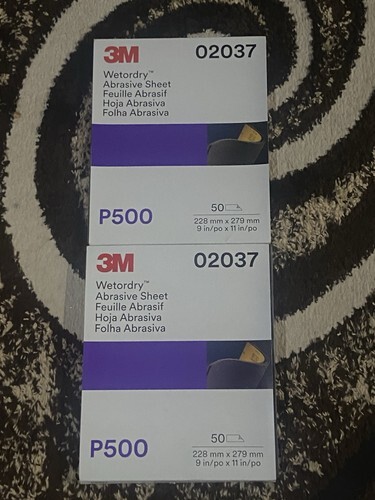 3M 02037
Wetordry™
Abrasive Sheet
Feuille Abrasif
Hoja Abrasiva
Folha Abrasiva
P500
50
228 mm x 279 mm
9 in/po x 11 in/po
3M 02037
Wetordry™
Abrasive Sheet
Feuille Abrasif
Hoja Abrasiva
Folha Abrasiva
P500
50
228 mm x 279 mm
9 in/po x 11 in/po